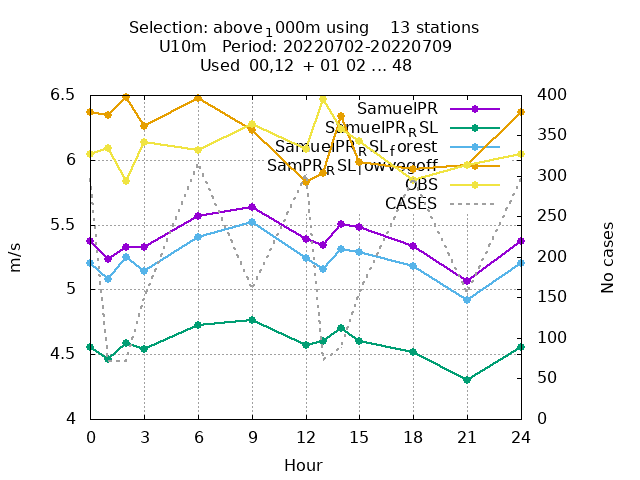 Selection: above₁000m using 13 stations
U10m Period: 20220702-20220709
Used 00,12 + 01 02 ... 48
SamuelPR
SamuelPR_RSL
SamuelPR_RSL_forest
SamPR_RSL_lowvegoff
OBS
CASES
6.5
6
5.5
5
4.5
4
m/s
400
350
300
250
200
150
100
50
0
No cases
0 3 6 9 12 15 18 21 24
Hour